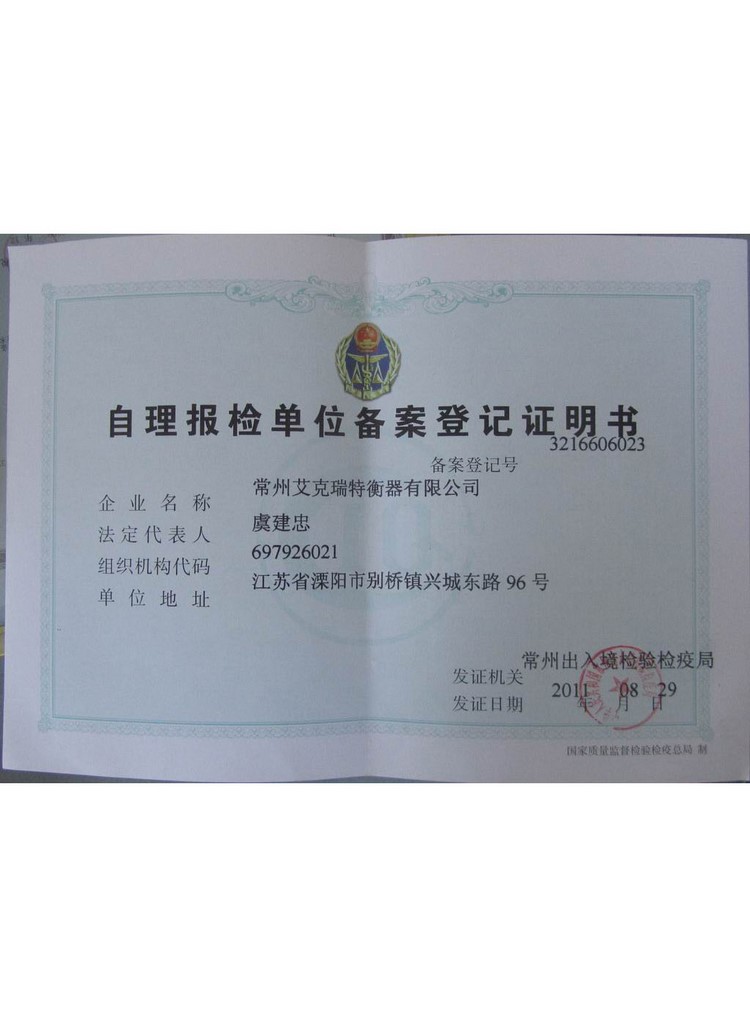 自理报检单位备案登记证明书
3216606023
备案登记号
企业名称 常州艾克瑞特衡器有限公司
法定代表人 虞建忠
组织机构代码 697926021
单位地址 江苏省溧阳市别桥镇兴城东路 96 号
发证机关 常州出入境检验检疫局
发证日期 2011 年 08 月 29 日
国家质量监督检验检疫总局 制